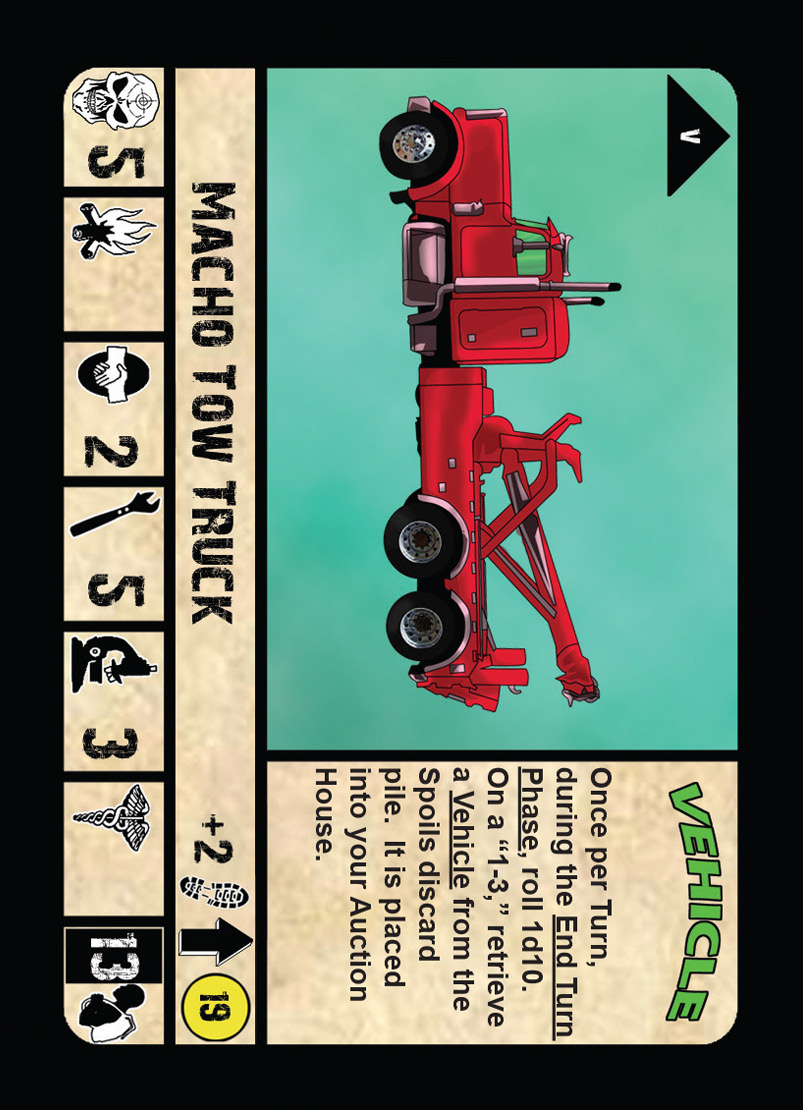 V
VEHICLE
Once per Turn,
during the End Turn
Phase, roll 1d10.
On a “1-3,” retrieve
a Vehicle from the
Spoils discard
pile.  It is placed
into your Auction
House.
MACHO TOW TRUCK
+2
19
5
2
5
3
13